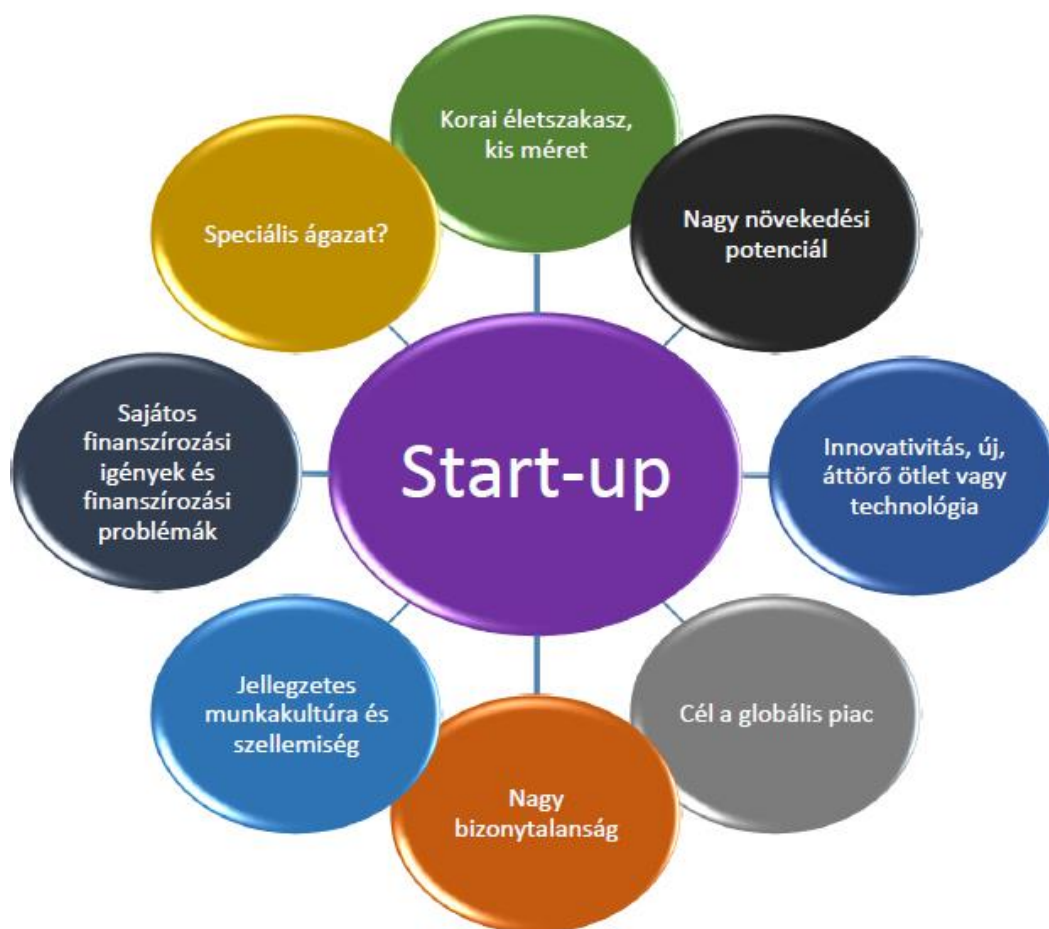 Korai életszakasz,
kis méret
Nagy növekedési
potenciál
Innovativitás, új,
áttörő ötlet vagy
technológia
Cél a globális piac
Nagy
bizonytalanság
Jellegzetes
munkakultúra és
szellemiség
Sajátos
finanszírozási
igények és
finanszírozási
problémák
Speciális ágazat?
Start-up